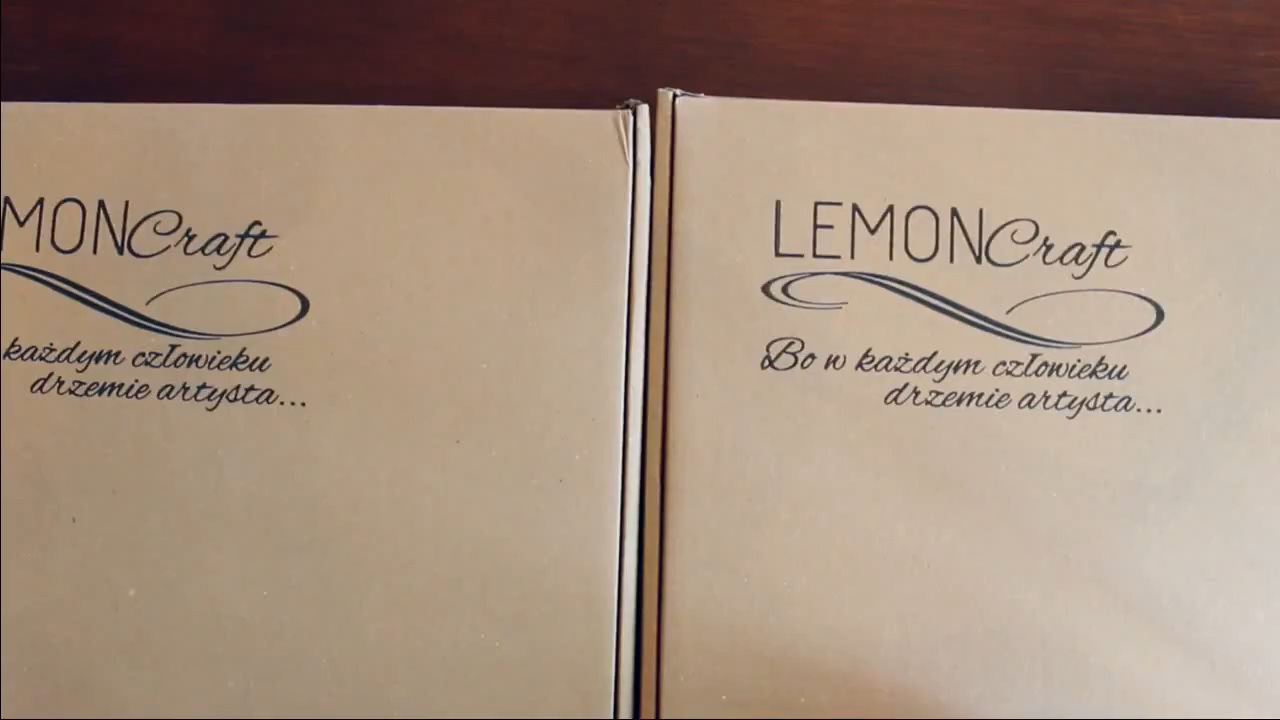 MONCraft
każdym człowieku
drzemie artysta...
LEMONCraft
Bo w każdym człowieku
drzemie artysta...